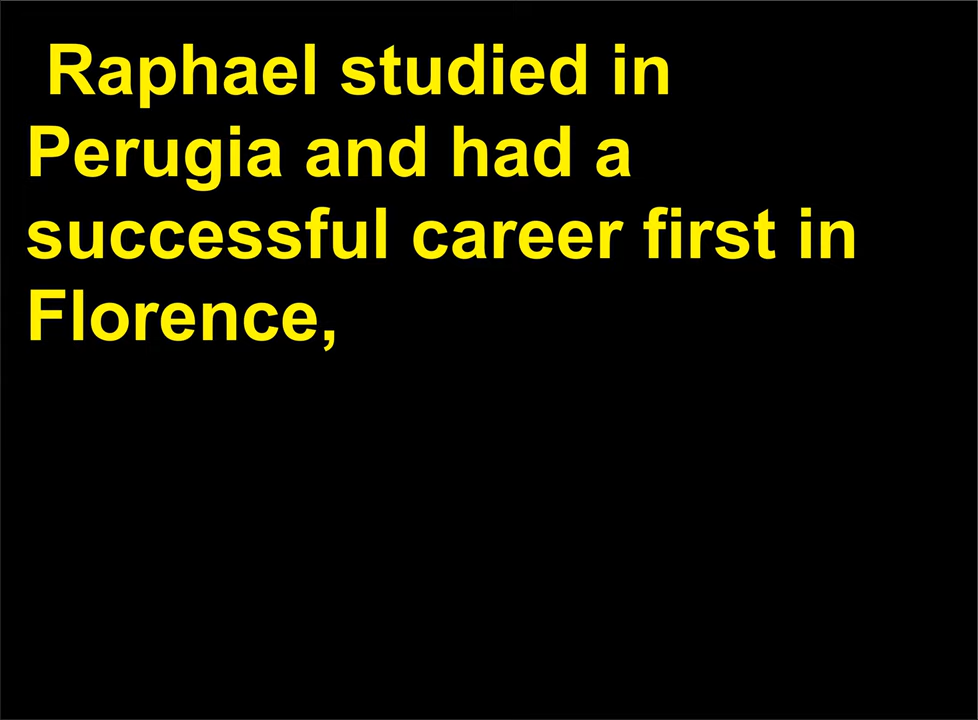 Raphael studied in
Perugia and had a
successful career first in
Florence,